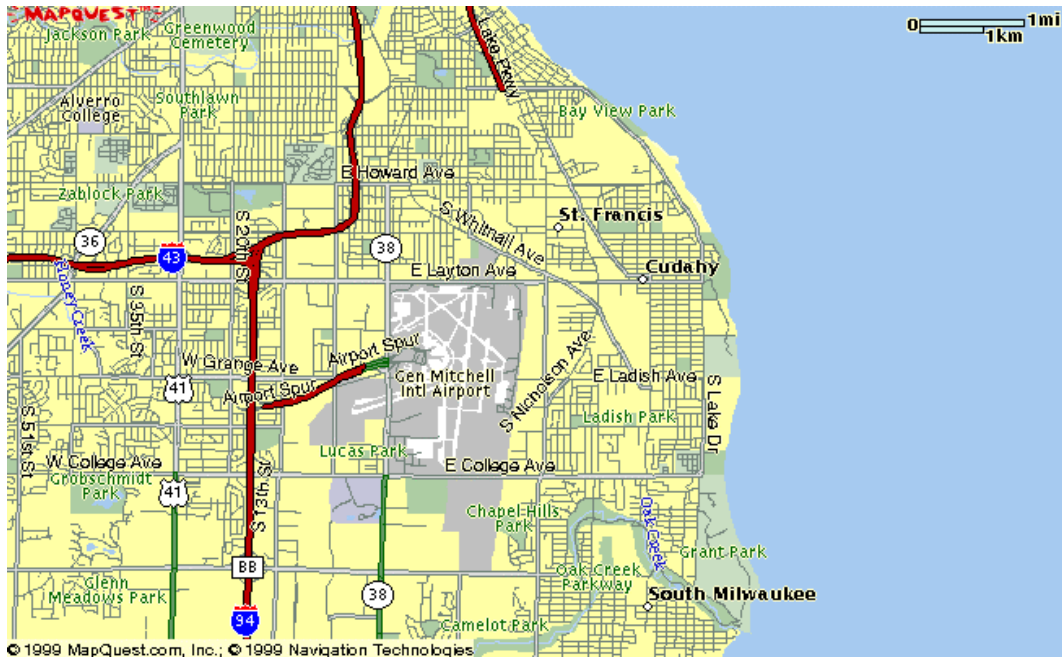 MAPQUEST
0
1mi
1km
Jackson Park
Greenwood
Cemetery
Lake Pkwy
Alverro
College
Southlawn
Park
Bay View Park
E Howard Ave
Zablock Park
S 20th St
S Whitnall Ave
St. Francis
36
43
38
E Layton Ave
Cudahy
Honey Creek
S 35th St
W Grange Ave
Airport Spur
Gen Mitchell
Intl Airport
41
Airport Spur
S Nicholson Ave
E Ladish Ave
S Lake Dr
S 51st St
Ladish Park
Lucas Park
W College Ave
E College Ave
Grobschmidt
Park
41
S 13th St
Chapel Hills
Park
Oak Creek
Grant Park
BB
Oak Creek
Parkway
Glenn
Meadows Park
38
South Milwaukee
94
Camelot Park
© 1999 MapQuest.com, Inc.; © 1999 Navigation Technologies